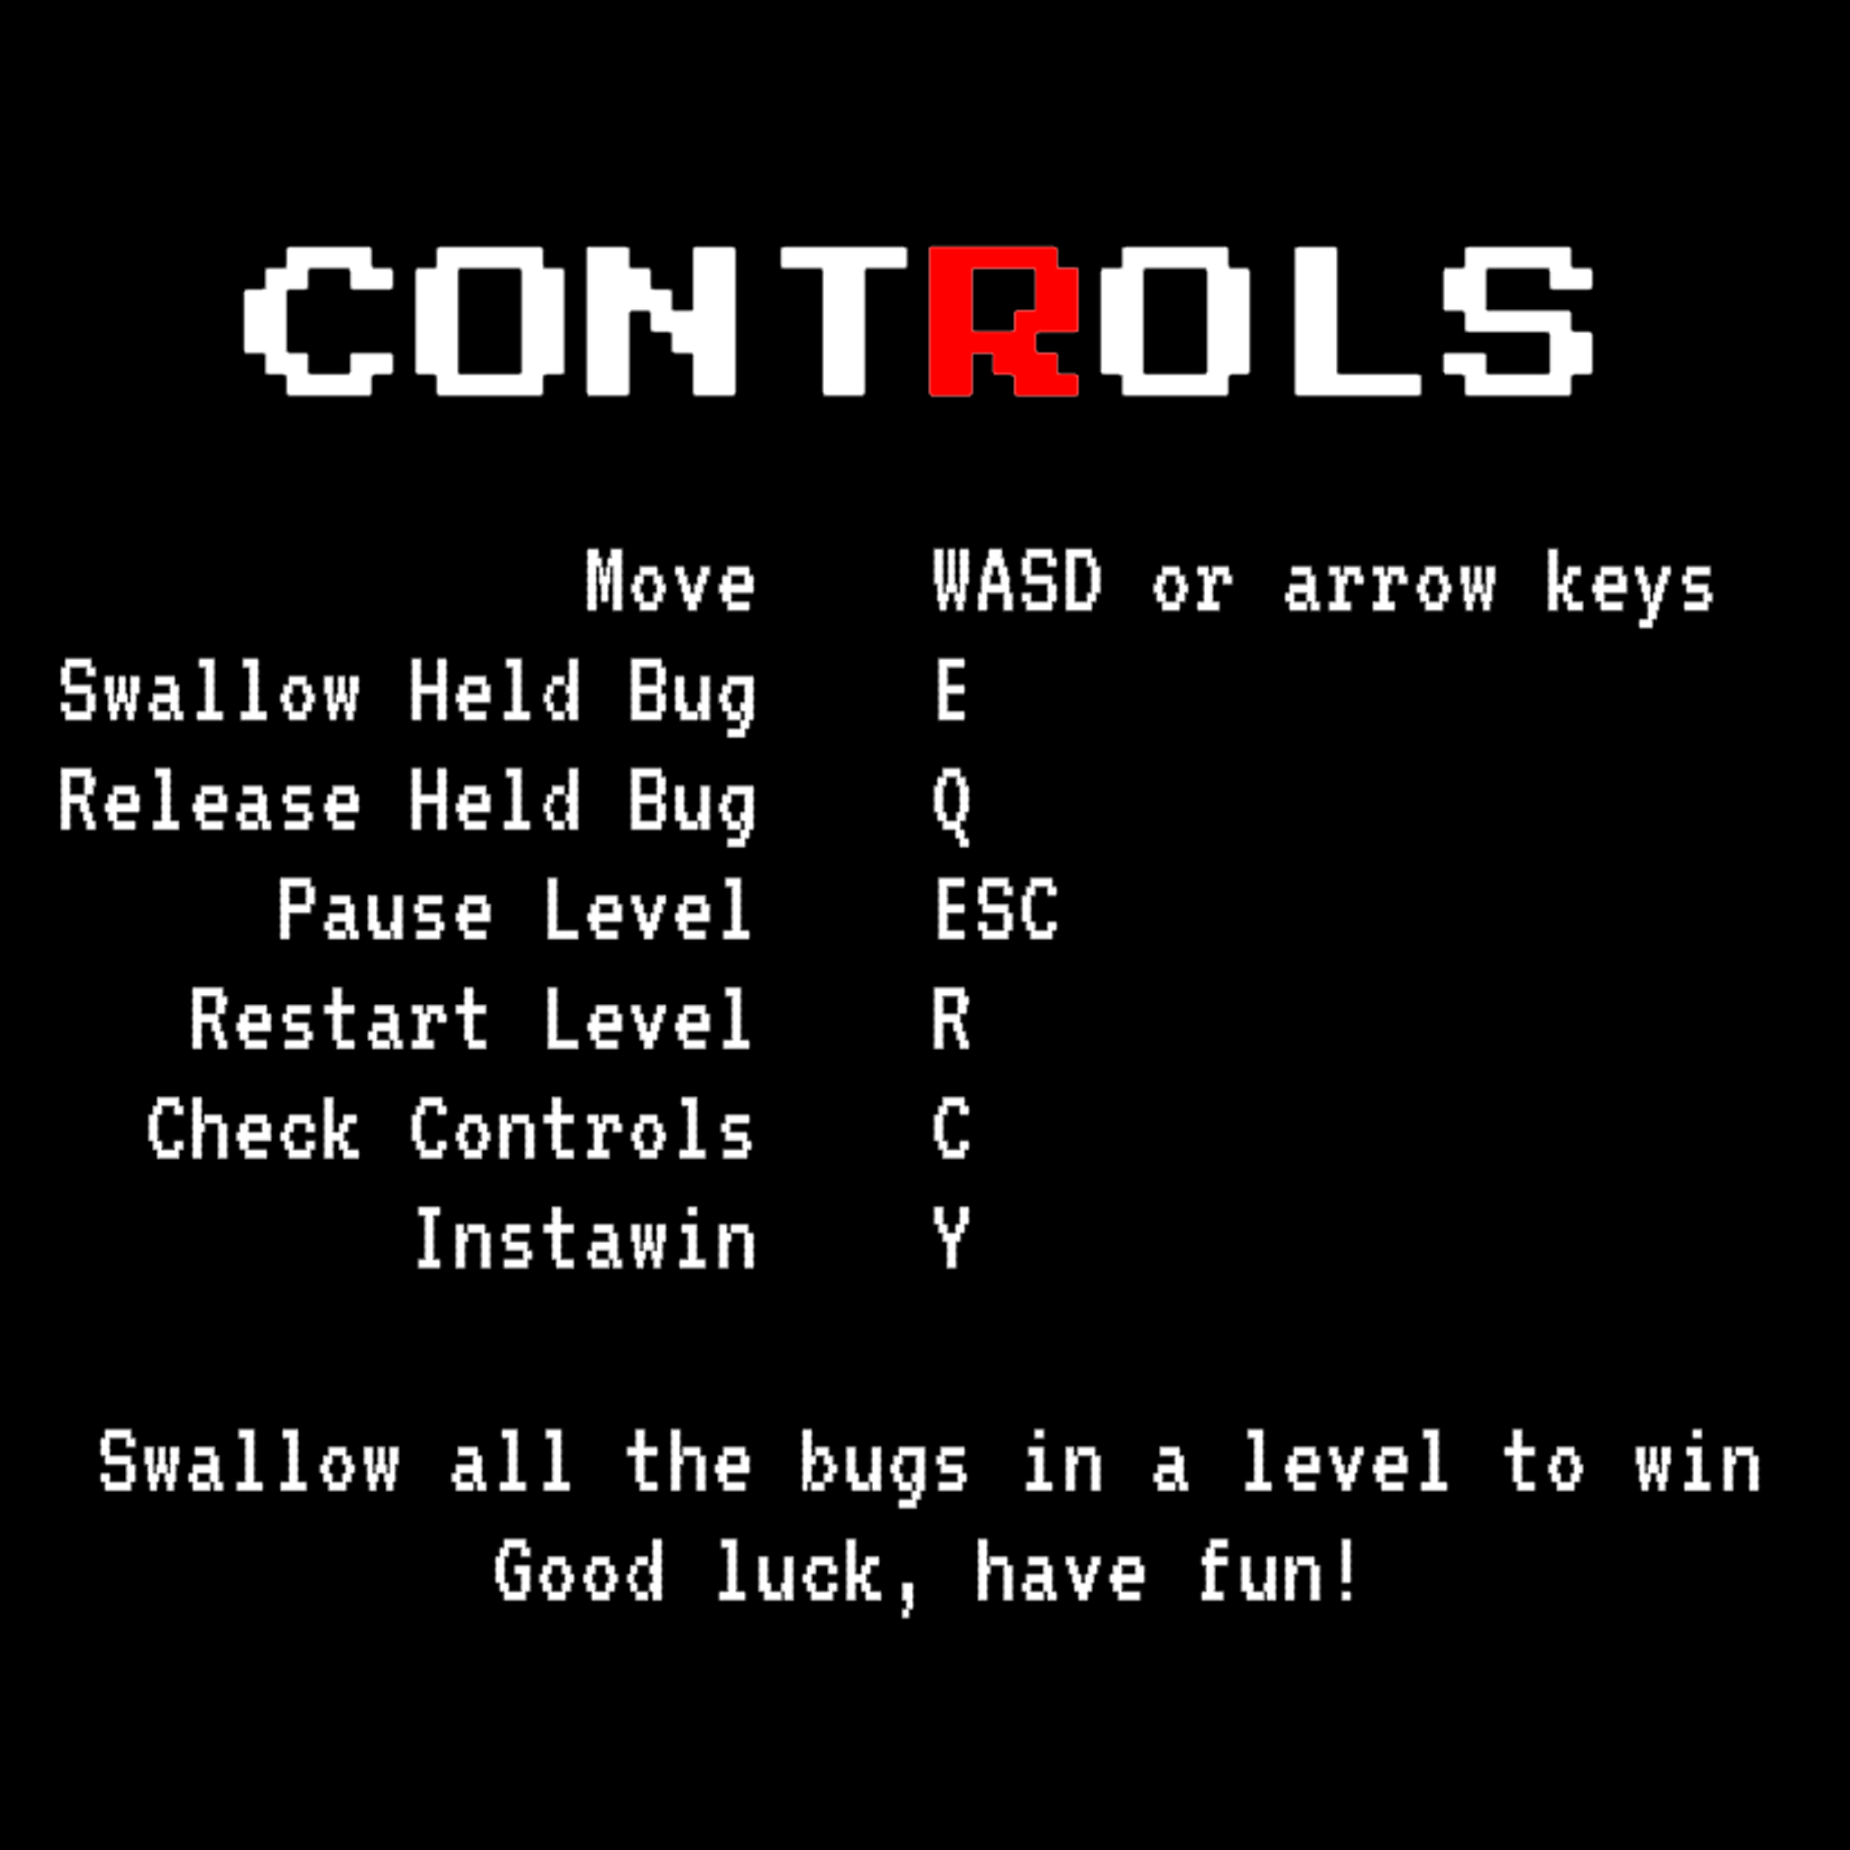 CONTROLS
Move WASD or arrow keys
Swallow Held Bug E
Release Held Bug Q
Pause Level ESC
Restart Level R
Check Controls C
Instawin Y
Swallow all the bugs in a level to win
Good luck, have fun!